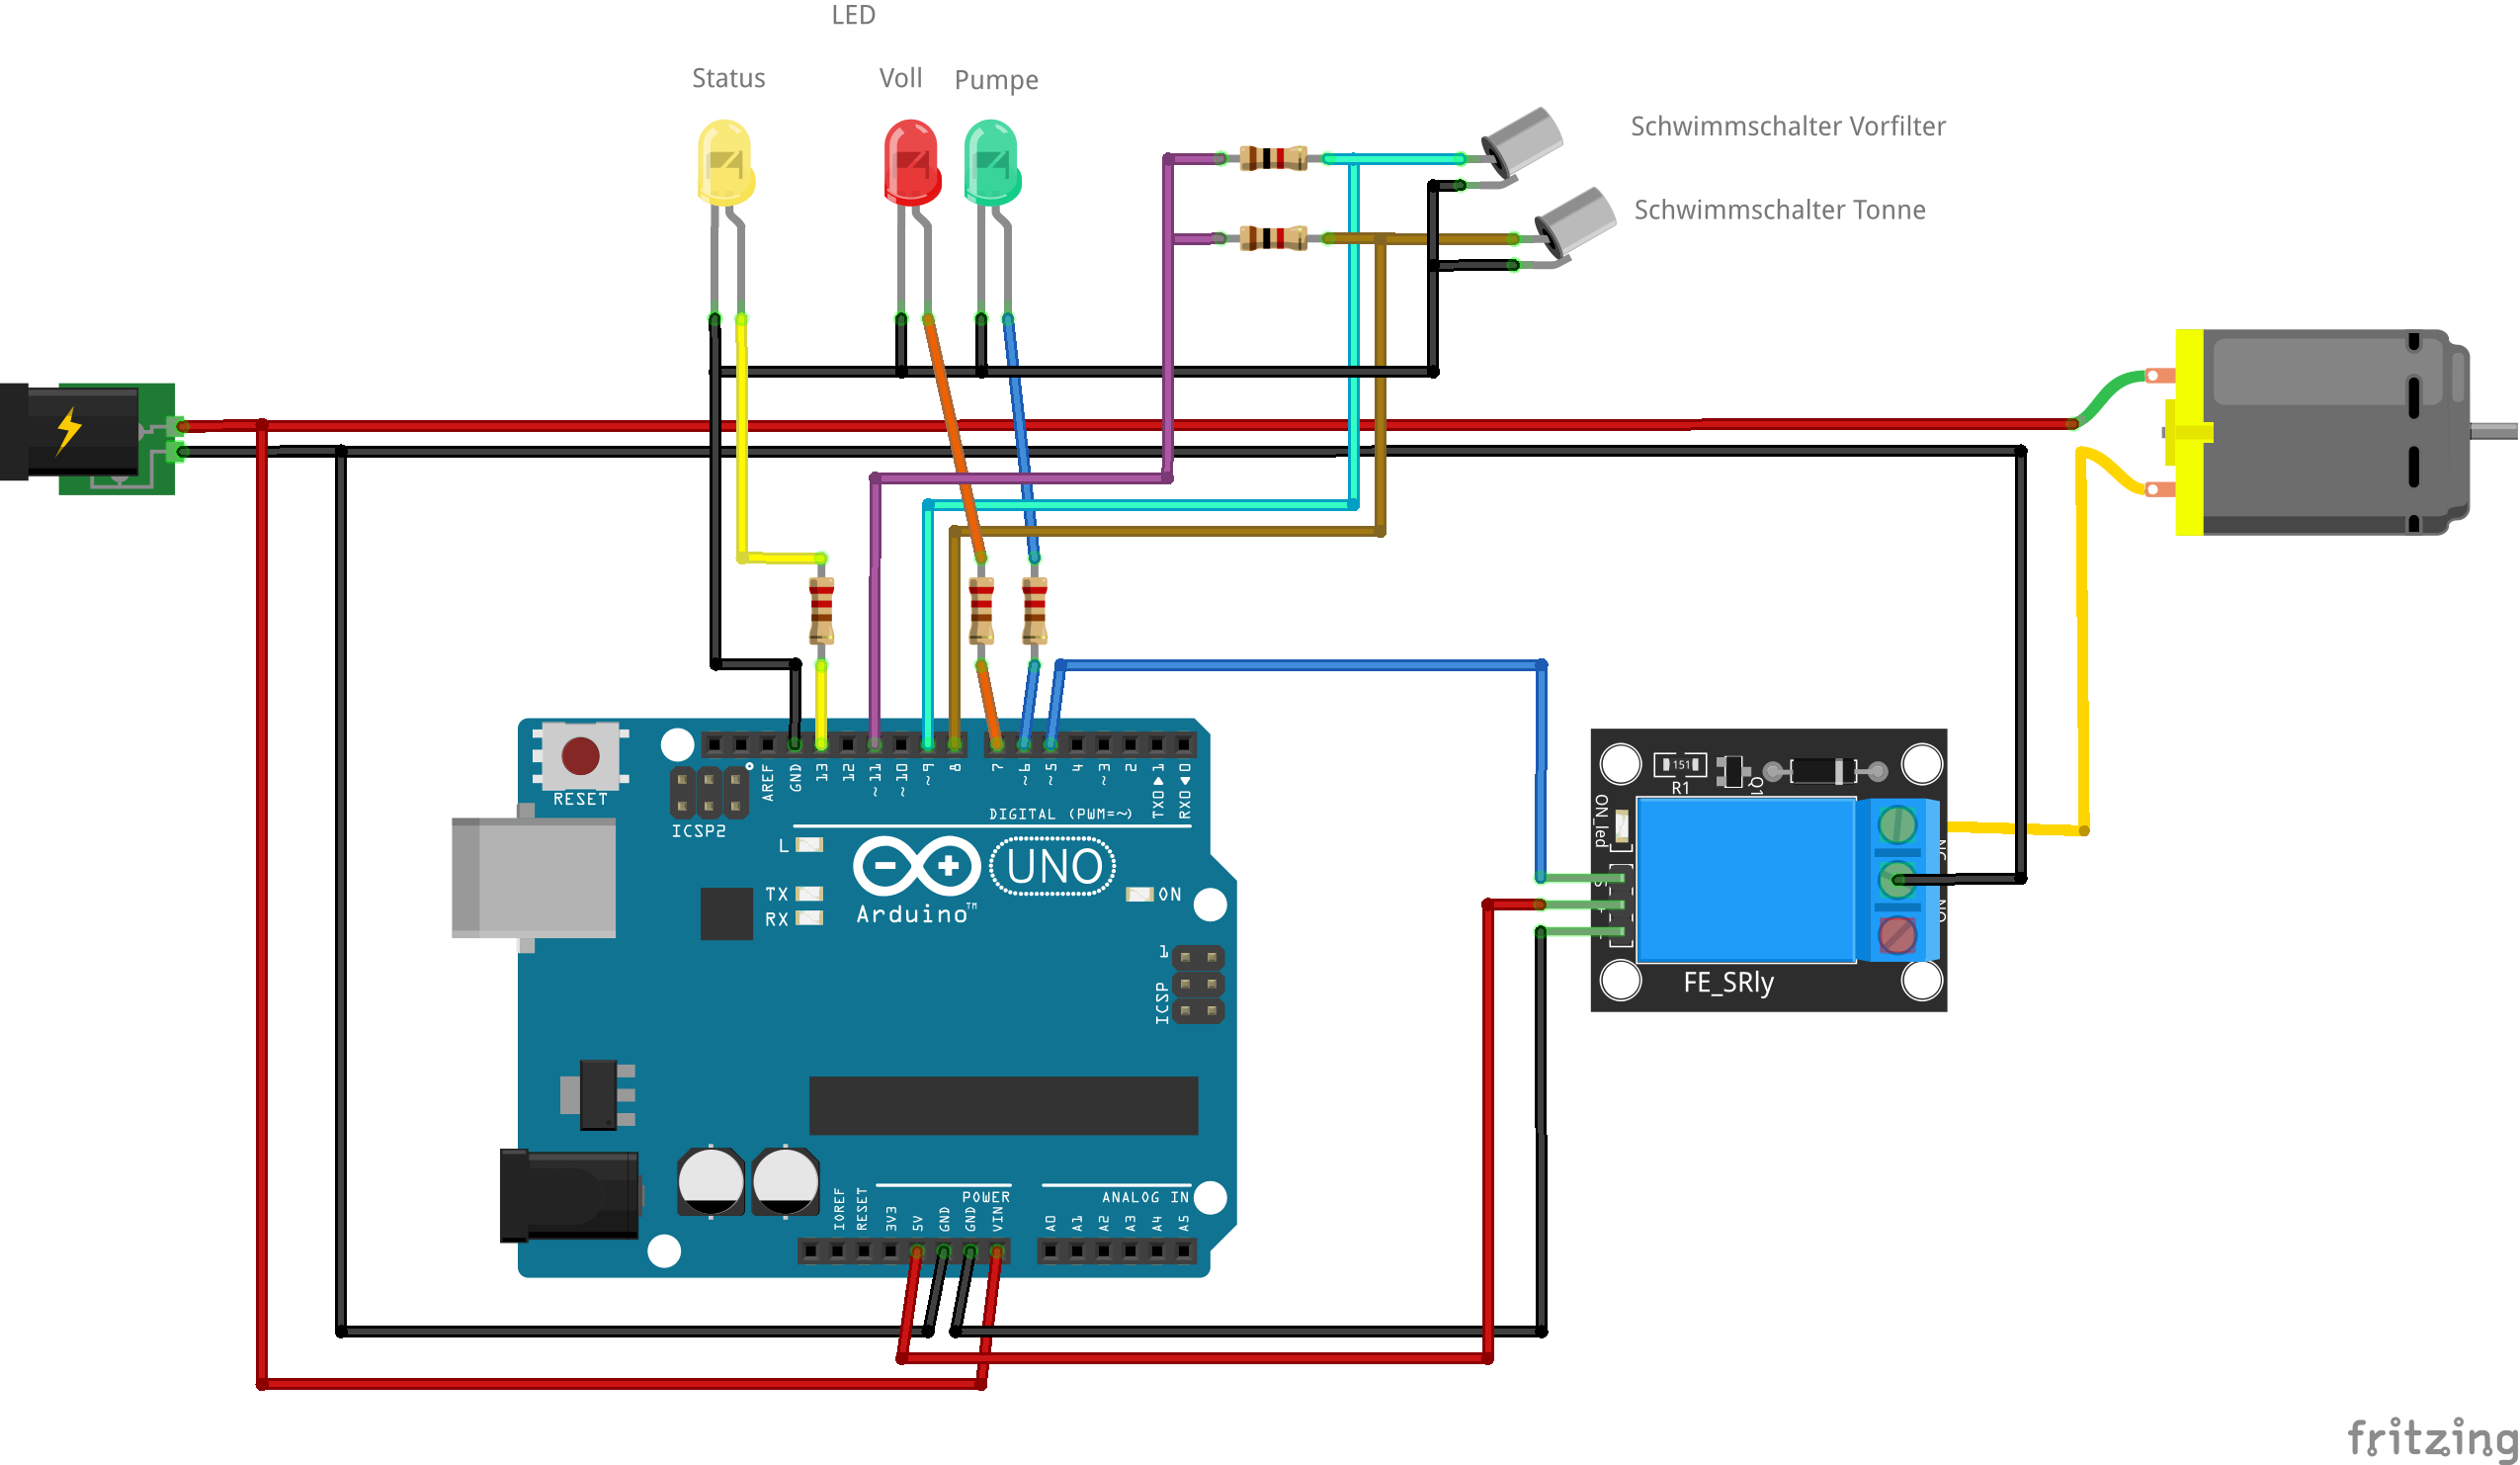 LED
Status
Voll
Pumpe
Schwimmschalter Vorfilter
Schwimmschalter Tonne
RESET
ICSP2
AREF
GND
13
12
~11
~10
~9
8
7
~6
~5
4
~3
2
TX0 ▶ 1
RX0 ◀ 0
DIGITAL (PWM=~)
L
TX
RX
ON
UNO
Arduino™
1
ICSP
IOREF
RESET
3V3
5V
GND
GND
VIN
POWER
ANALOG IN
A0
A1
A2
A3
A4
A5
151
R1
Q1
ON_led
S
NC
NO
FE_SRly
fritzing